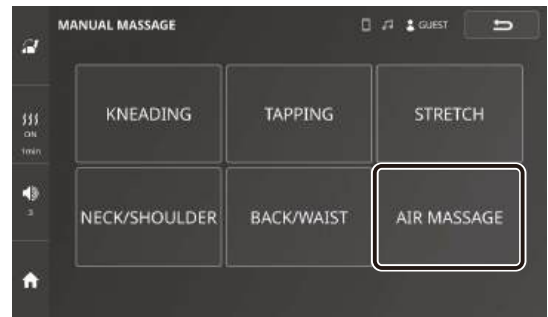 MANUAL MASSAGE
GUEST
KNEADING
TAPPING
STRETCH
ON
1min
3
NECK/SHOULDER
BACK/WAIST
AIR MASSAGE